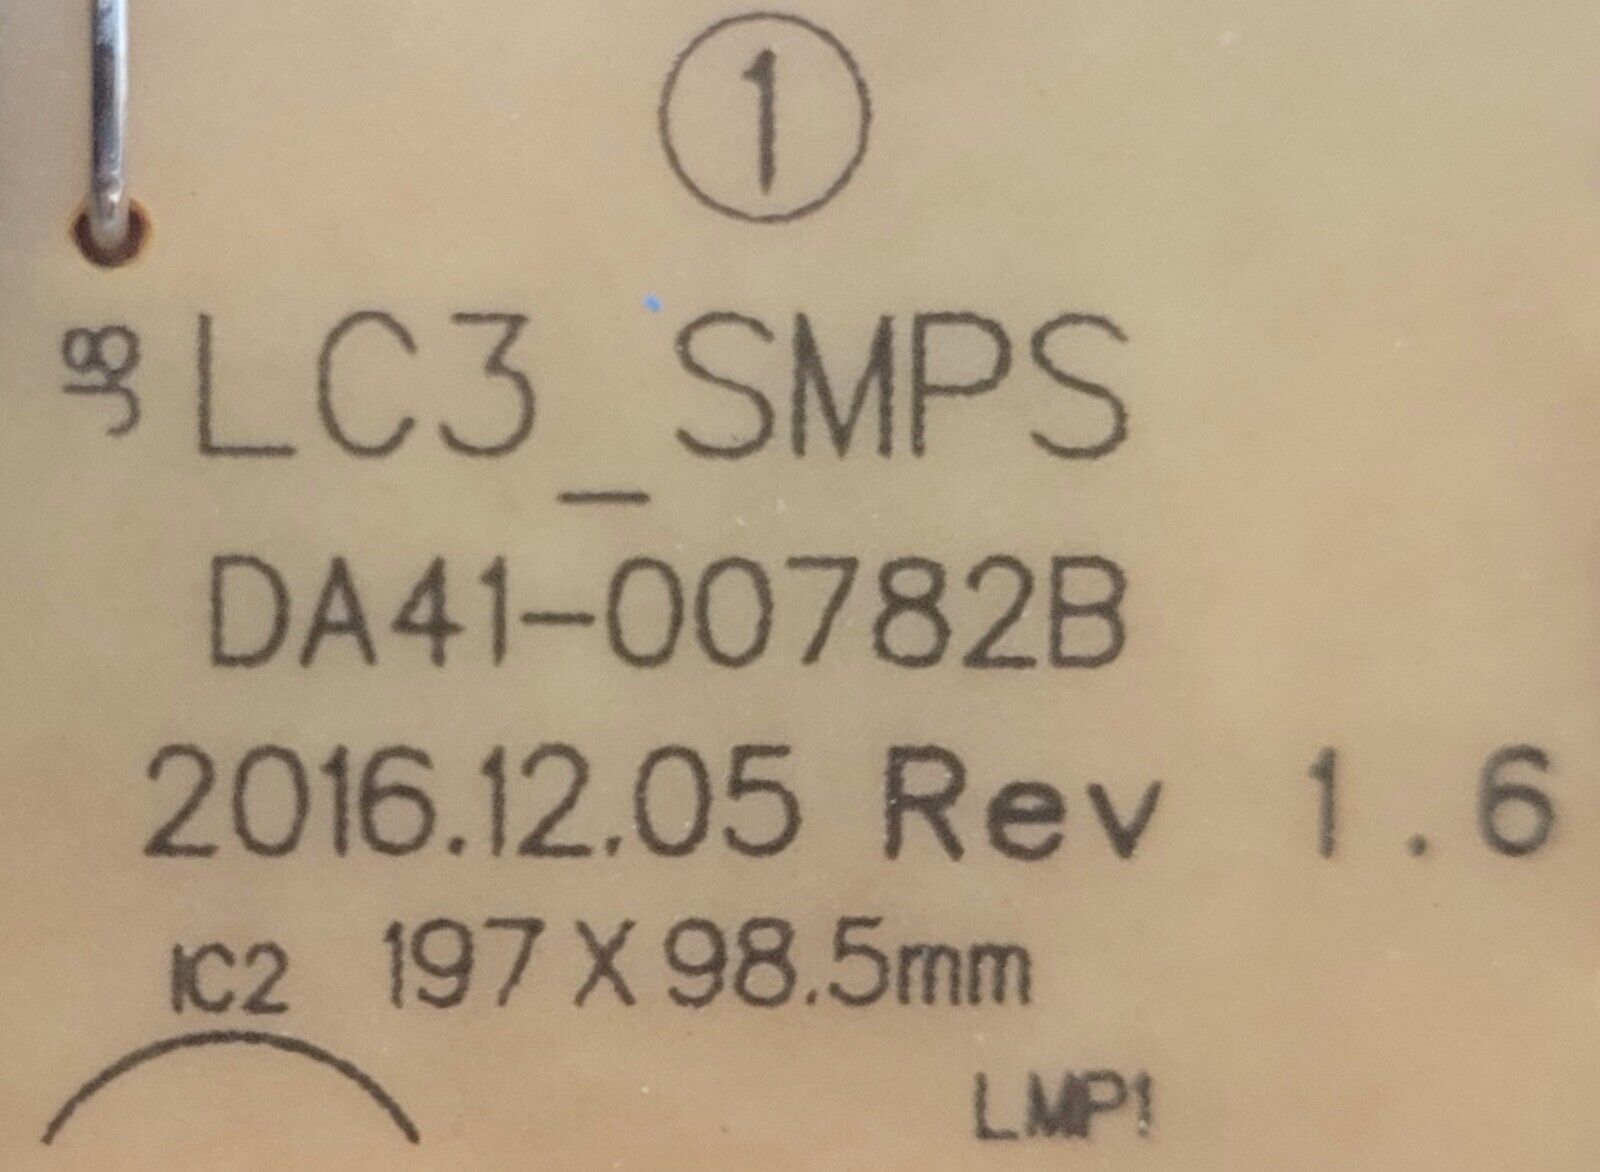 1
J8
LC3_SMPS
DA41-00782B
2016.12.05 Rev 1.6
IC2 197 X 98.5mm
LMP1